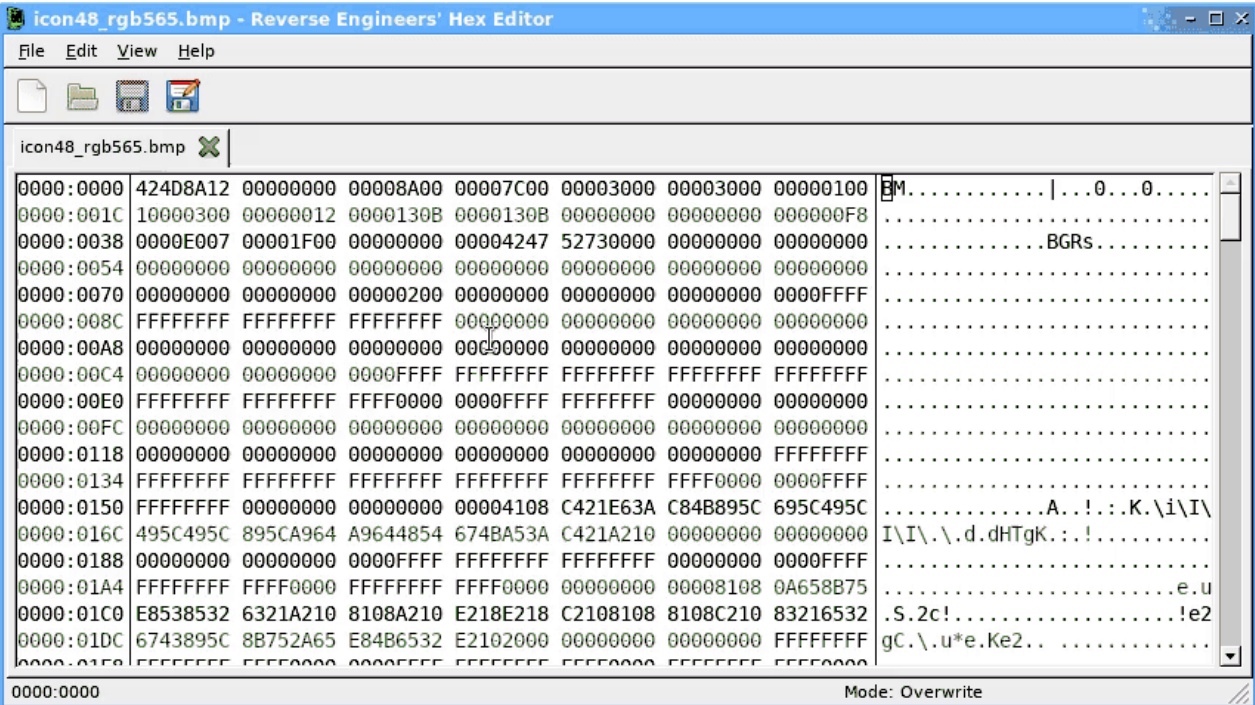 icon48_rgb565.bmp - Reverse Engineers' Hex Editor
File Edit View Help
icon48_rgb565.bmp
0000:0000 424D8A12 00000000 00008A00 00007C00 00003000 00003000 00000100 BM............|...0...0.....
0000:001C 10000300 00000012 0000130B 0000130B 00000000 00000000 000000F8 ............................
0000:0038 0000E007 00001F00 00000000 00004247 52730000 00000000 00000000 ..............BGRs..........
0000:0054 00000000 00000000 00000000 00000000 00000000 00000000 00000000 ............................
0000:0070 00000000 00000000 00000200 00000000 00000000 00000000 0000FFFF ............................
0000:008C FFFFFFFF FFFFFFFF FFFFFFFF 00000000 00000000 00000000 00000000 ............................
0000:00A8 00000000 00000000 00000000 00000000 00000000 00000000 00000000 ............................
0000:00C4 00000000 00000000 0000FFFF FFFFFFFF FFFFFFFF FFFFFFFF FFFFFFFF ............................
0000:00E0 FFFFFFFF FFFFFFFF FFFF0000 0000FFFF FFFFFFFF 00000000 00000000 ............................
0000:00FC 00000000 00000000 00000000 00000000 00000000 00000000 00000000 ............................
0000:0118 00000000 00000000 00000000 00000000 00000000 00000000 FFFFFFFF ............................
0000:0134 FFFFFFFF FFFFFFFF FFFFFFFF FFFFFFFF FFFFFFFF FFFF0000 0000FFFF ............................
0000:0150 FFFFFFFF 00000000 00000000 00004108 C421E63A C84B895C 695C495C ..............A..!.:.K.\i\I\
0000:016C 495C495C 895CA964 A9644854 674BA53A C421A210 00000000 00000000 I\I\.\.d.dHTgK.:.!..........
0000:0188 00000000 00000000 0000FFFF FFFFFFFF FFFFFFFF 00000000 0000FFFF ............................
0000:01A4 FFFFFFFF FFFF0000 FFFFFFFF FFFF0000 00000000 00008108 0A658B75 .........................e.u
0000:01C0 E8538532 6321A210 8108A210 E218E218 C2108108 8108C210 83216532 .S.2c!...................!e2
0000:01DC 6743895C 8B752A65 E84B6532 E2102000 00000000 00000000 FFFFFFFF gC.\.u*e.Ke2.. .............
0000:0000
Mode: Overwrite